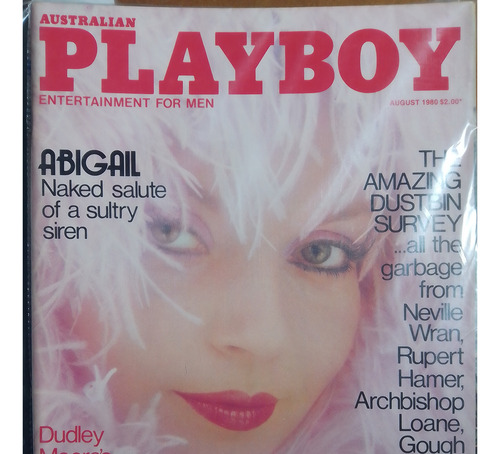 AUSTRALIAN
PLAYBOY
ENTERTAINMENT FOR MEN
AUGUST 1980 $2.00*
ABIGAIL
Naked salute
of a sultry
siren
THE
AMAZING
DUSTBIN
SURVEY
...all the
garbage
from
Neville
Wran,
Rupert
Hamer,
Archbishop
Loane,
Gough
Dudley
Moore's